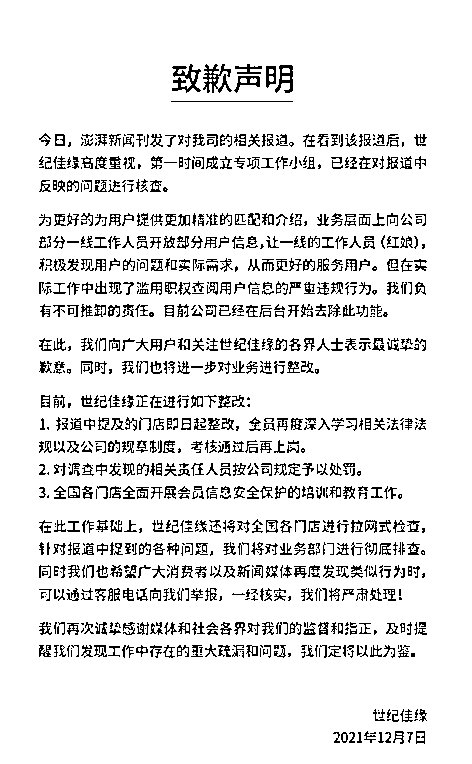 致歉声明
今日，澎湃新闻刊发了对我司的相关报道。在看到该报道后，世
纪佳缘高度重视，第一时间成立专项工作小组，已经在对报道中
反映的问题进行核查。
为更好的为用户提供更加精准的匹配和介绍，业务层面上向公司
部分一线工作人员开放部分用户信息，让一线的工作人员（红娘），
积极发现用户的问题和实际需求，从而更好的服务用户。但在实
际工作中出现了滥用职权查阅用户信息的严重违规行为。我们负
有不可推卸的责任。目前公司已经在后台开始去除此功能。
在此，我们向广大用户和关注世纪佳缘的各界人士表示最诚挚的
歉意。同时，我们也将进一步对业务进行整改。
目前，世纪佳缘正在进行如下整改：
1. 报道中提及的门店即日起整改，全员再度深入学习相关法律法
规以及公司的规章制度，考核通过后再上岗。
2. 对调查中发现的相关责任人员按公司规定予以处罚。
3. 全国各门店全面开展会员信息安全保护的培训和教育工作。
在此工作基础上，世纪佳缘还将对全国各门店进行拉网式检查，
针对报道中提到的各种问题，我们将对业务部门进行彻底排查。
同时我们也希望广大消费者以及新闻媒体再度发现类似行为时，
可以通过客服电话向我们举报，一经核实，我们将严肃处理！
我们再次诚挚感谢媒体和社会各界对我们的监督和指正，及时提
醒我们发现工作中存在的重大疏漏和问题，我们定将以此为鉴。
世纪佳缘
2021年12月7日